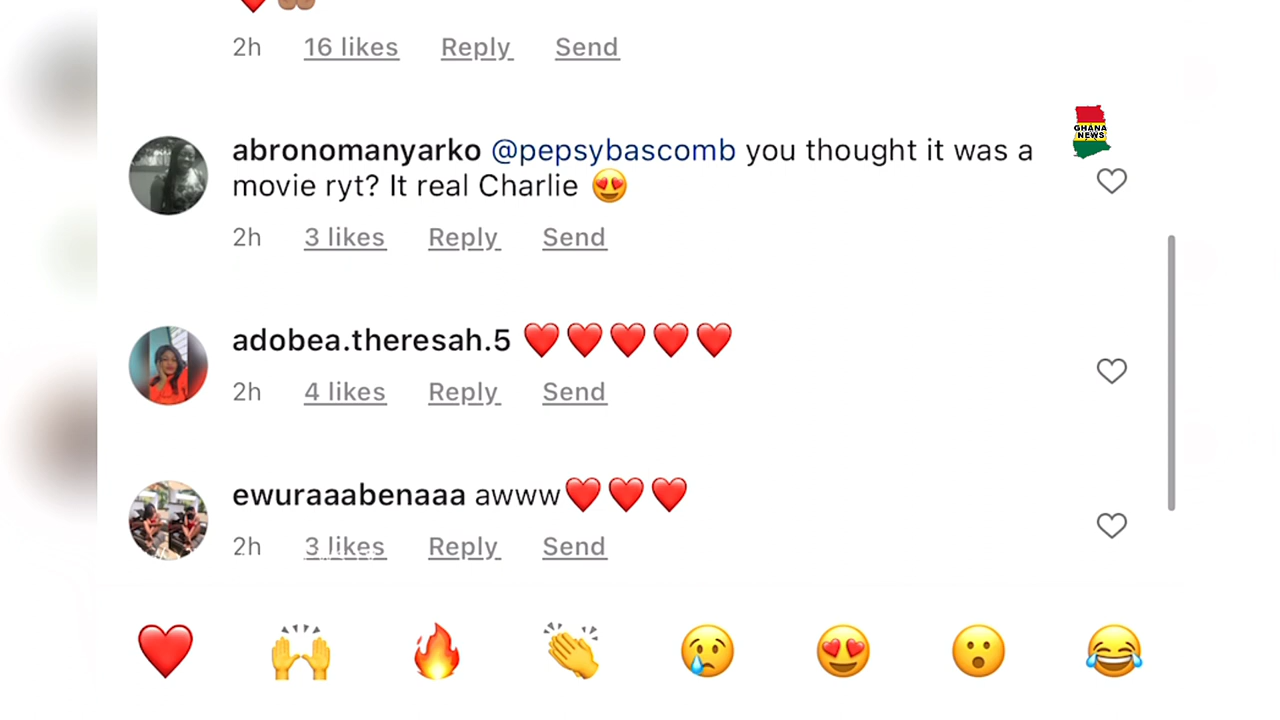 ❤️🤎
2h 16 likes Reply Send
GHANA
NEWS
abronomanyarko @pepsybascomb you thought it was a
movie ryt? It real Charlie 😍
2h 3 likes Reply Send
adobea.theresah.5 ❤️❤️❤️❤️❤️
2h 4 likes Reply Send
ewuraaabenaaa awww❤️❤️❤️
2h 3 likes Reply Send
❤️ 🙌 🔥 👏 😢 😍 😮 😂